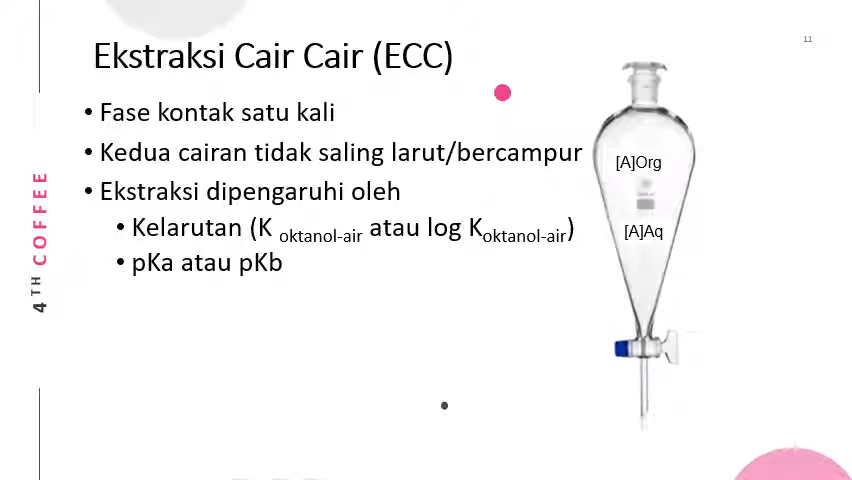 11
Ekstraksi Cair Cair (ECC)
• Fase kontak satu kali
• Kedua cairan tidak saling larut/bercampur
• Ekstraksi dipengaruhi oleh
• Kelarutan (K oktanol-air atau log Koktanol-air)
• pKa atau pKb
[A]Org
[A]Aq
4TH COFFEE